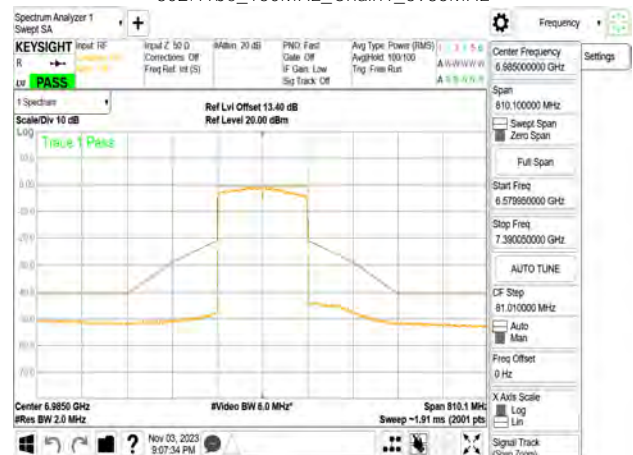 Spectrum Analyzer 1
Swept SA
Frequency
KEYSIGHT
Input: RF
Input Z: 50 Ω
Corrections: Off
Freq Ref: Int (S)
#Atten: 20 dB
PNO: Fast
Gate: Off
IF Gain: Low
Sig Track: Off
Avg Type: Power (RMS)
Avg|Hold: 100/100
Trig: Free Run
PASS
Center Frequency
6.985000000 GHz
Settings
Span
810.100000 MHz
Swept Span
Zero Span
Full Span
Start Freq
6.579950000 GHz
Stop Freq
7.390050000 GHz
AUTO TUNE
CF Step
81.010000 MHz
Auto
Man
Freq Offset
0 Hz
X Axis Scale
Log
Lin
Signal Track
(Span Zoom)
1 Spectrum
Scale/Div 10 dB
Ref Lvl Offset 13.40 dB
Ref Level 20.00 dBm
Log
Trace 1 Pass
Center 6.9850 GHz
#Video BW 6.0 MHz*
Span 810.1 MHz
#Res BW 2.0 MHz
Sweep ~1.91 ms (2001 pts
Nov 03, 2023
9:07:34 PM